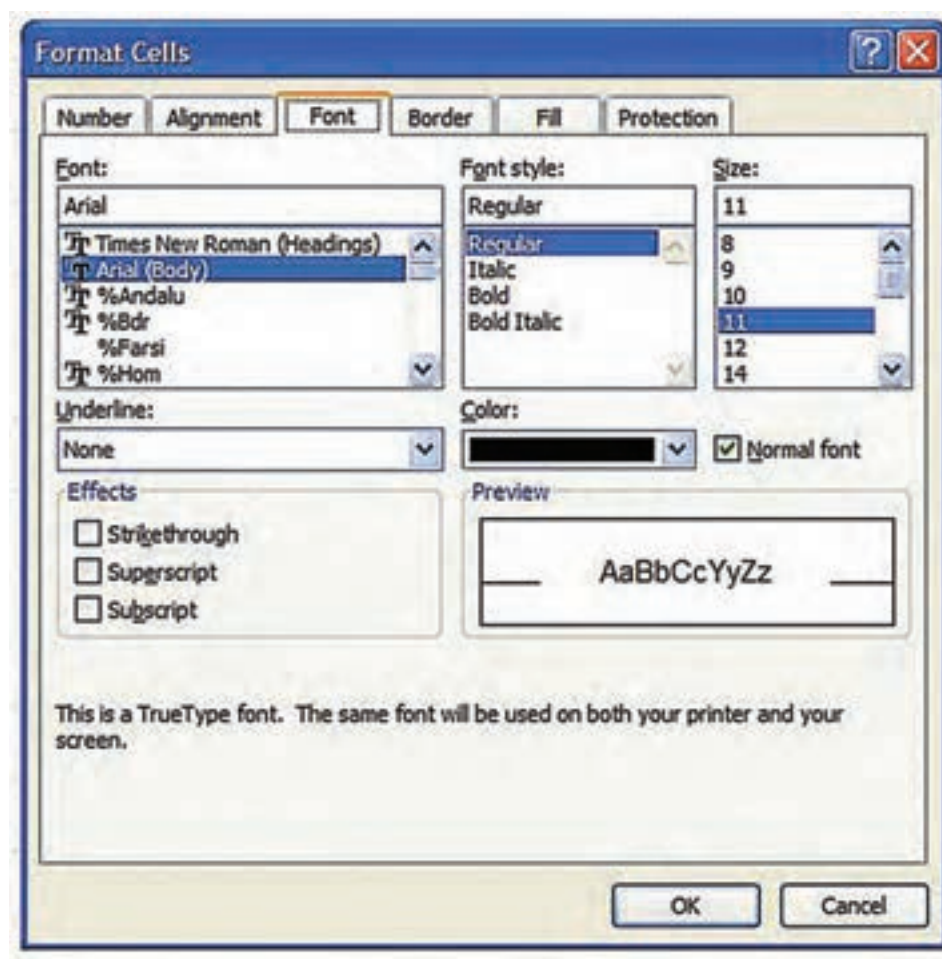 Format Cells
Number Alignment Font Border Fill Protection
Font: Font style: Size:
Arial Regular 11
Times New Roman (Headings) Regular 8
Arial (Body) Italic 9
%Andalu Bold 10
%Bdr Bold Italic 11
%Farsi 12
%Hom 14
Underline: Color:
None Normal font
Effects Preview
Strikethrough
Superscript AaBbCcYyZz
Subscript
This is a TrueType font. The same font will be used on both your printer and your
screen.
OK Cancel